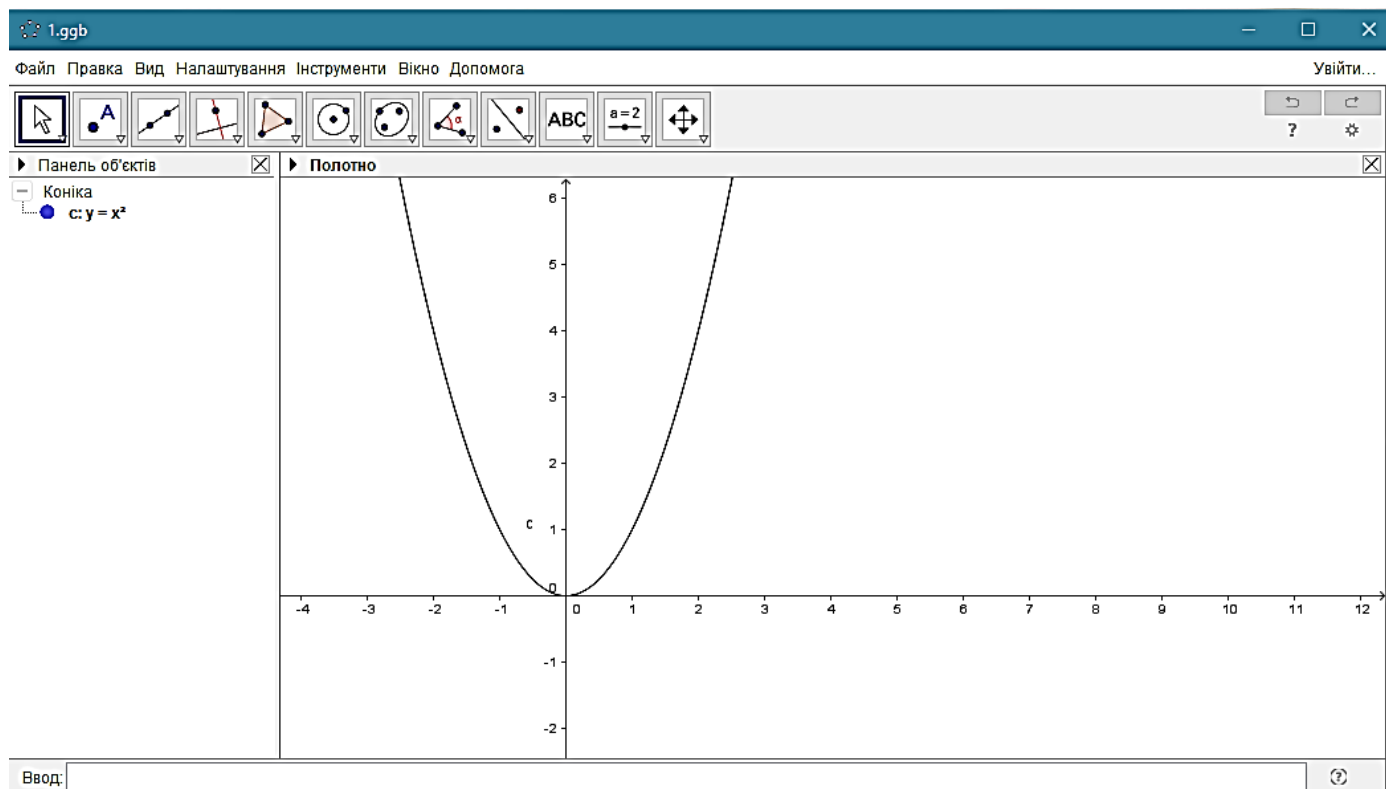 1.ggb
Файл Правка Вид Налаштування Інструменти Вікно Допомога Увійти...
A α ABC a=2 ?
Панель об'єктів Полотно
Коніка
c: y = x²
6
5
4
3
2
c 1
0
-4 -3 -2 -1 0 1 2 3 4 5 6 7 8 9 10 11 12
-1
-2
Ввод: ?